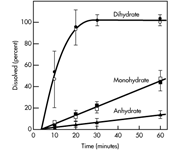 Dissolved (percent)
100
80
60
40
20
0
Dihydrate
Monohydrate
Anhydrate
0 10 20 30 40 50 60
Time (minutes)